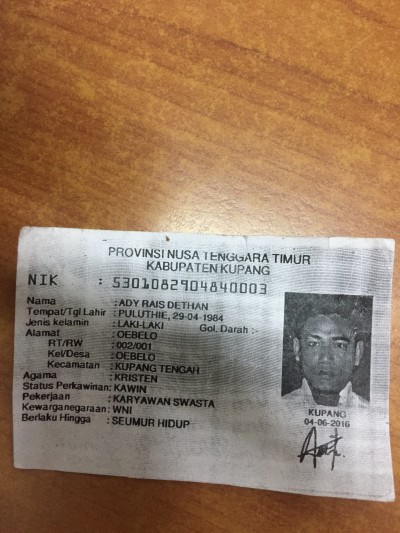 PROVINSI NUSA TENGGARA TIMUR
KABUPATEN KUPANG
NIK : 5301082904840003
Nama : ADY RAIS DETHAN
Tempat/Tgl Lahir : PULUTHIE, 29-04-1984
Jenis kelamin : LAKI-LAKI Gol. Darah :-
Alamat : OEBELO
RT/RW : 002/001
Kel/Desa : OEBELO
Kecamatan : KUPANG TENGAH
Agama : KRISTEN
Status Perkawinan: KAWIN
Pekerjaan : KARYAWAN SWASTA
Kewarganegaraan: WNI
Berlaku Hingga : SEUMUR HIDUP
KUPANG
04-06-2016